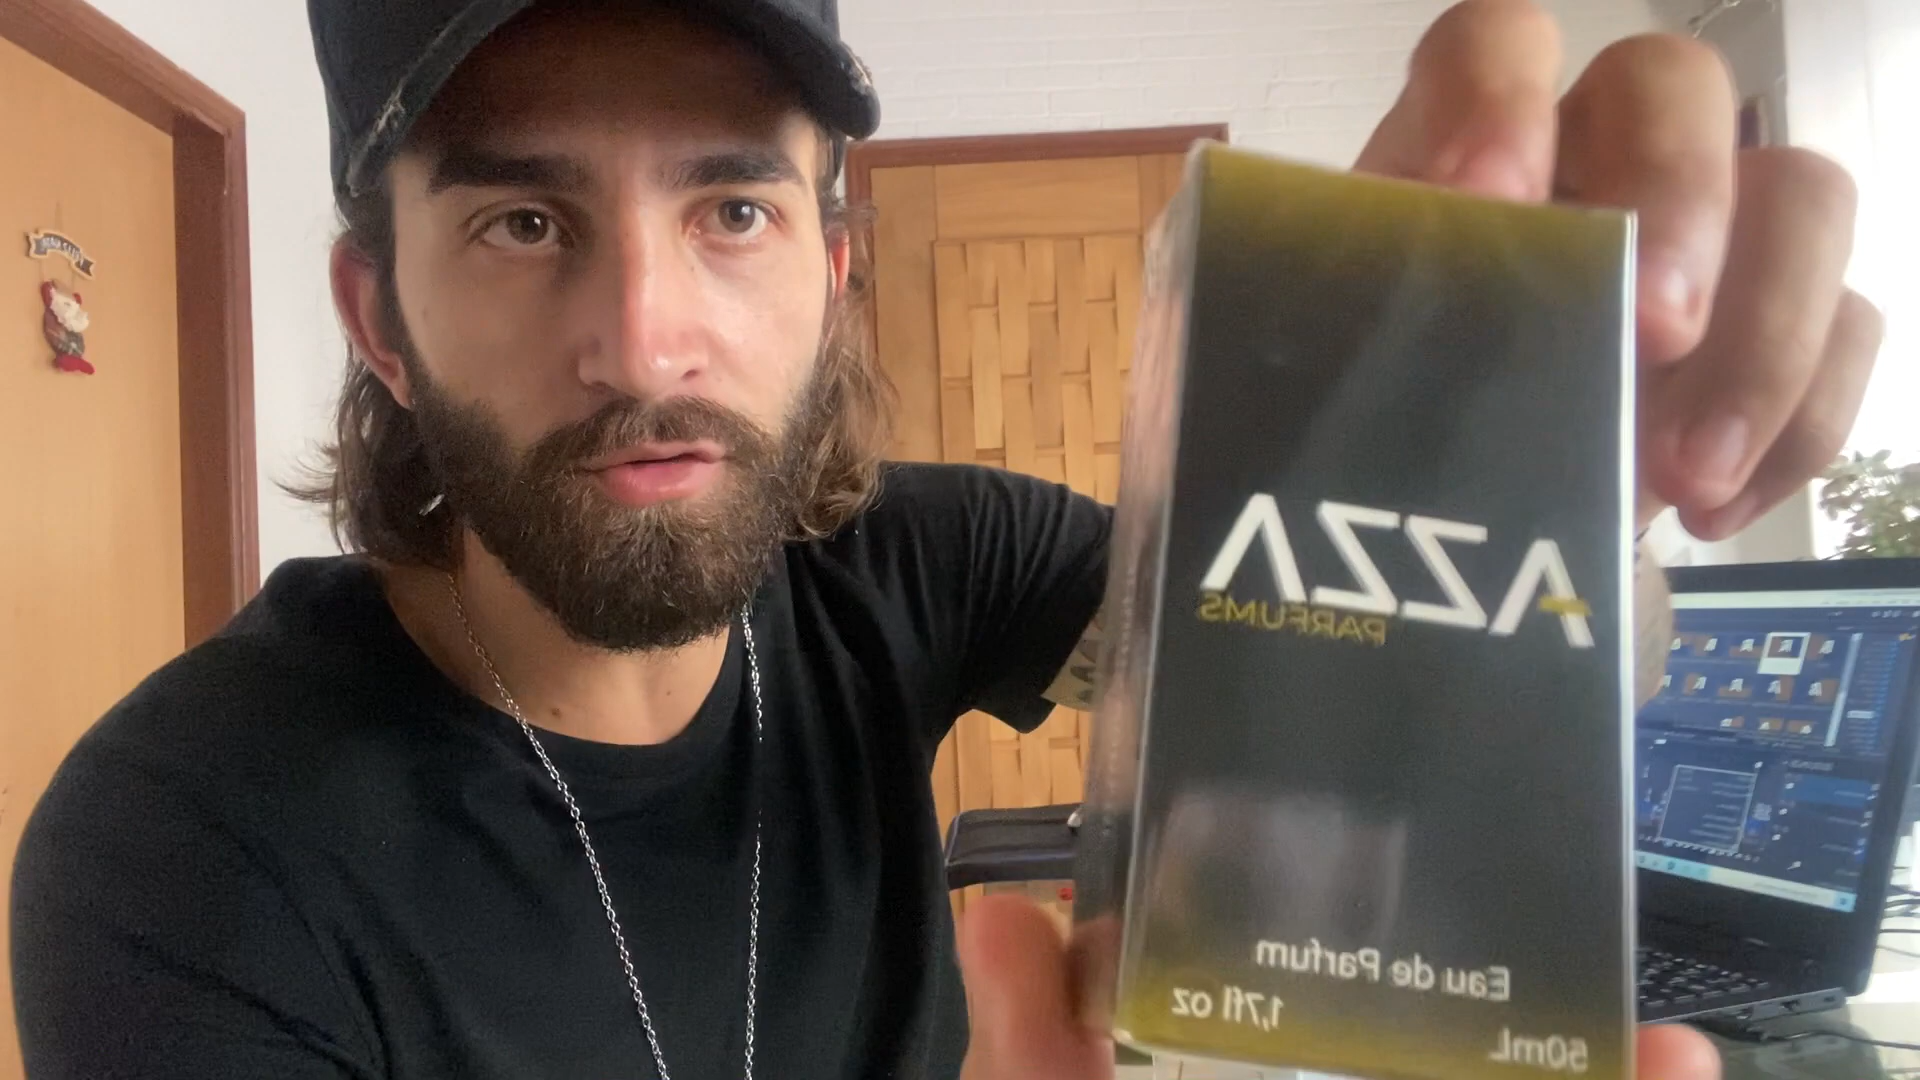 AZZA
PARFUMS
Eau de Parfum
50mL
1,7fl oz